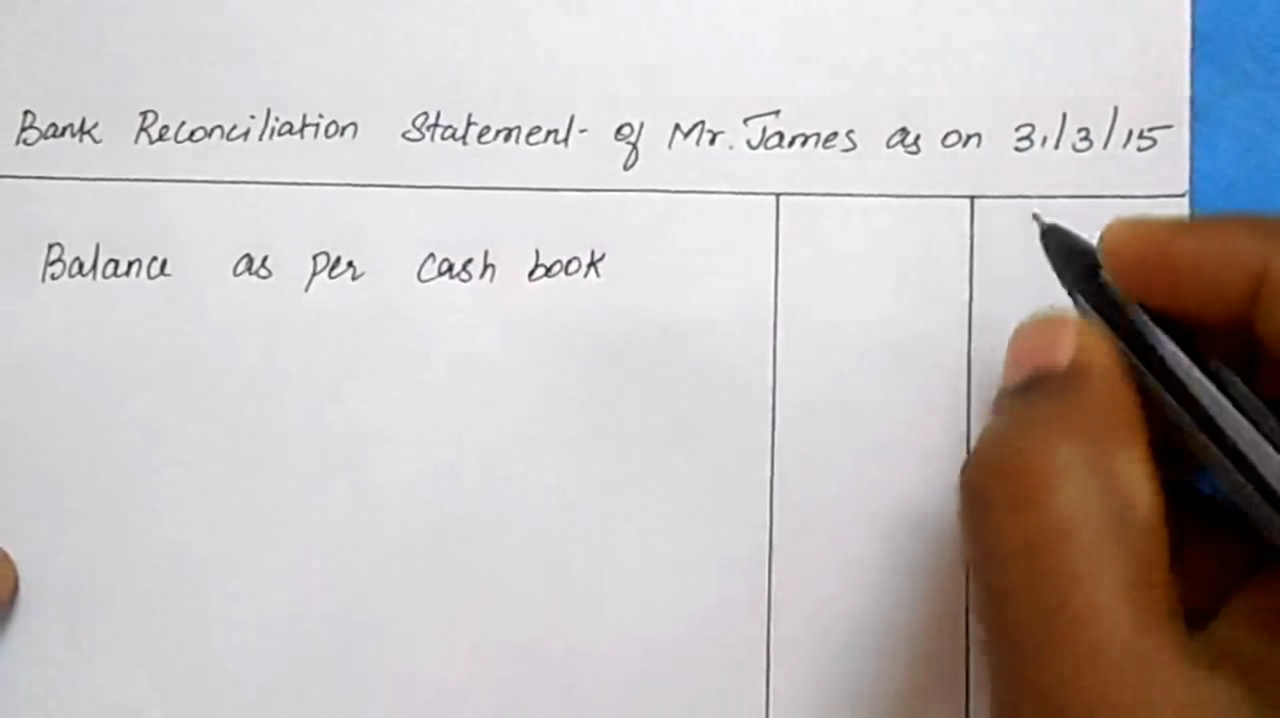 Bank Reconciliation Statement of Mr. James as on 31/3/15
Balance as per cash book